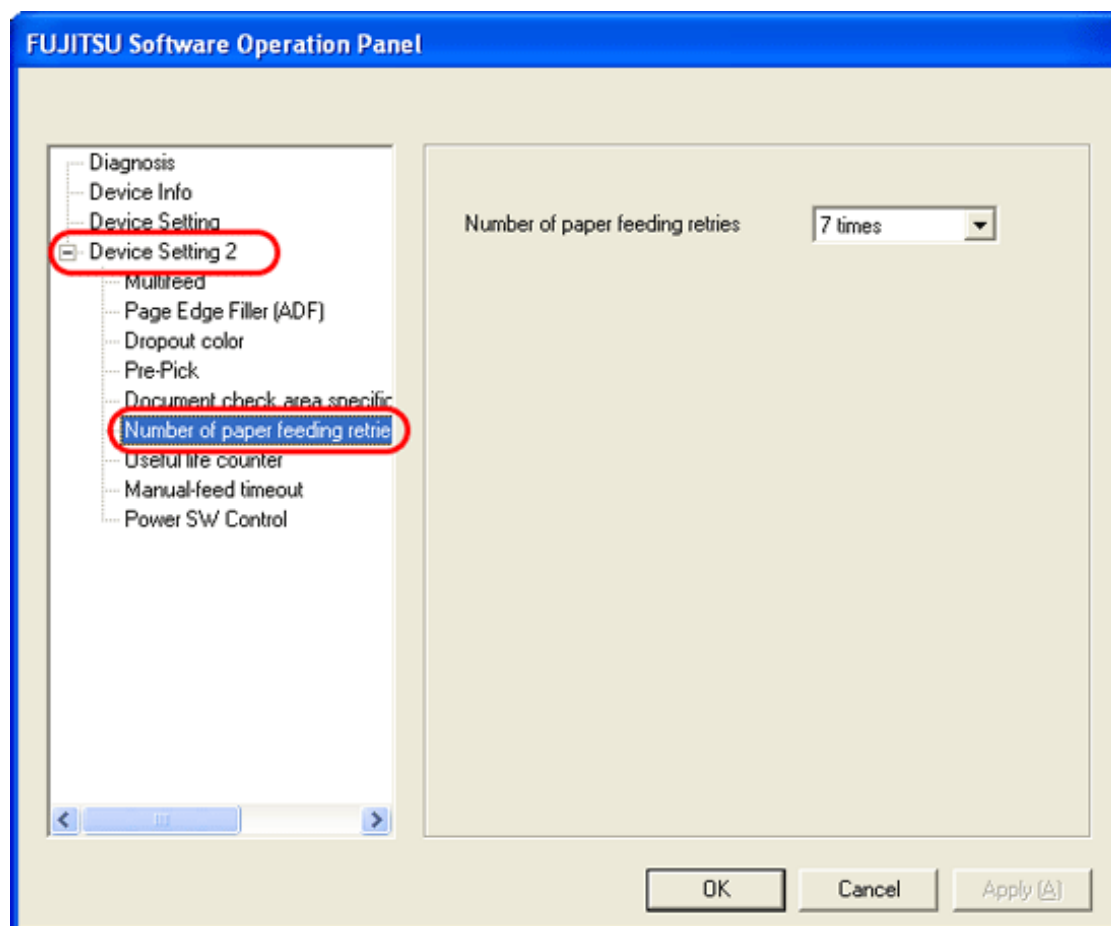 FUJITSU Software Operation Panel
Diagnosis
Device Info
Device Setting
Device Setting 2
Multifeed
Page Edge Filler (ADF)
Dropout color
Pre-Pick
Document check area specific
Number of paper feeding retrie
Useful life counter
Manual-feed timeout
Power SW Control
Number of paper feeding retries
7 times
OK
Cancel
Apply (A)